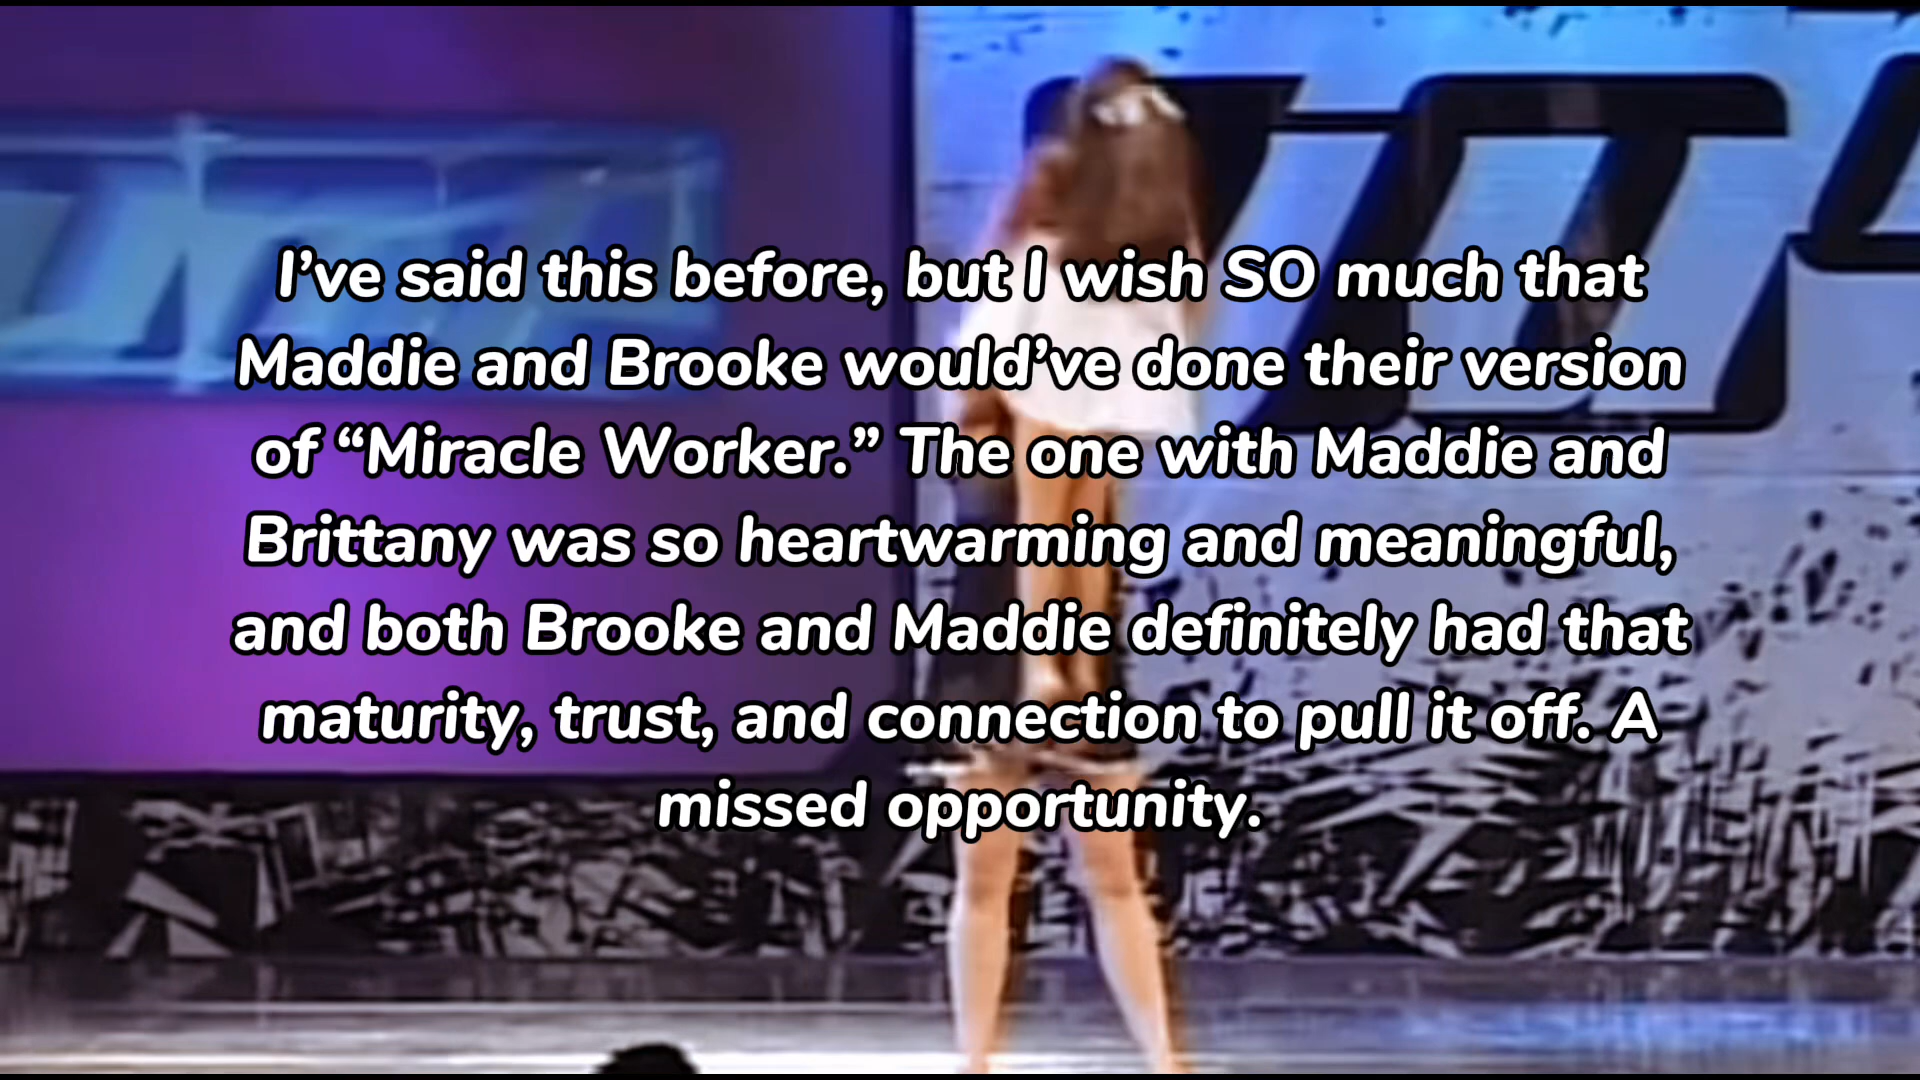 I’ve said this before, but I wish SO much that
Maddie and Brooke would’ve done their version
of “Miracle Worker.” The one with Maddie and
Brittany was so heartwarming and meaningful,
and both Brooke and Maddie definitely had that
maturity, trust, and connection to pull it off. A
missed opportunity.